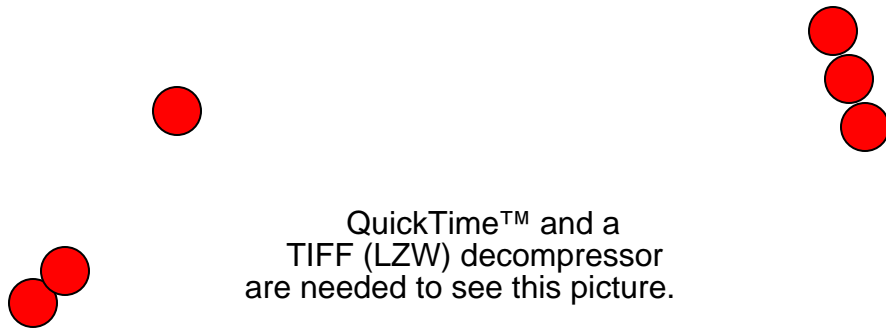 QuickTime™ and a
TIFF (LZW) decompressor
are needed to see this picture.